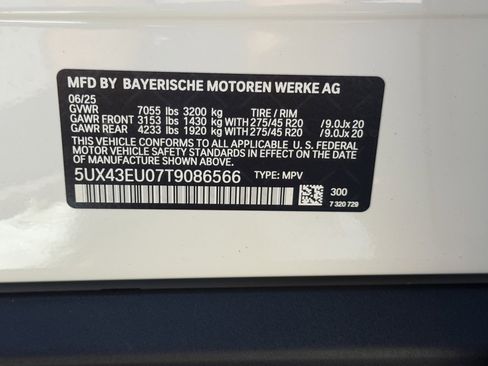 MFD BY BAYERISCHE MOTOREN WERKE AG
06/25
GVWR 7055 lbs 3200 kg TIRE / RIM
GAWR FRONT 3153 lbs 1430 kg WITH 275/45 R20 /9.0Jx 20
GAWR REAR 4233 lbs 1920 kg WITH 275/45 R20 /9.0Jx 20
THIS VEHICLE CONFORMS TO ALL APPLICABLE U. S. FEDERAL
MOTOR VEHICLE SAFETY STANDARDS IN EFFECT ON THE
DATE OF MANUFACTURE SHOWN ABOVE.
5UX43EU07T9086566 TYPE: MPV
300
7 320 729